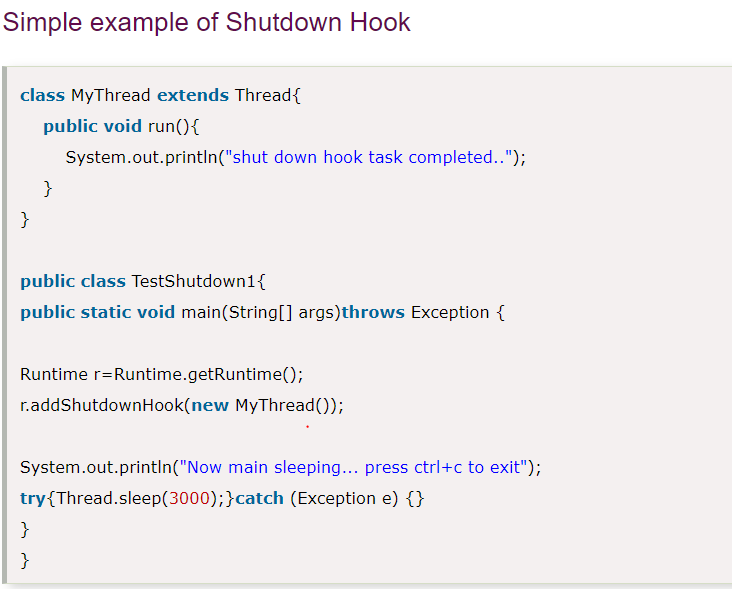 Simple example of Shutdown Hook
class MyThread extends Thread{
public void run(){
System.out.println("shut down hook task completed..");
}
}
public class TestShutdown1{
public static void main(String[] args)throws Exception {
Runtime r=Runtime.getRuntime();
r.addShutdownHook(new MyThread());
System.out.println("Now main sleeping... press ctrl+c to exit");
try{Thread.sleep(3000);}catch (Exception e) {}
}
}